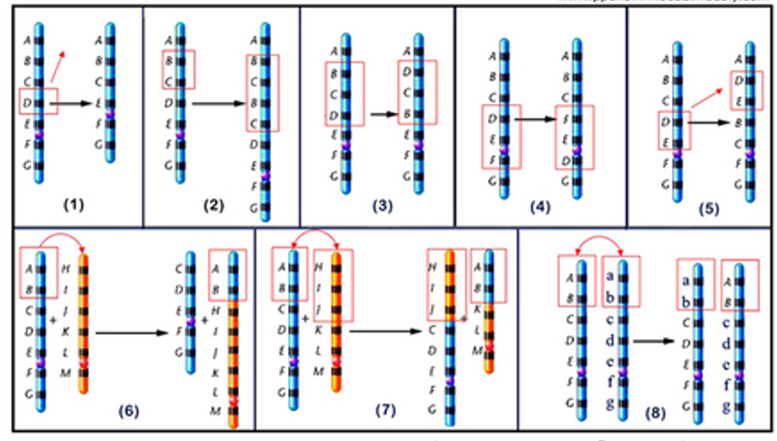 A B C D E F G
A B C E F G
(1)
A B C D E F G
A B C B C D E F G
(2)
A B C D E F G
A D C B E F G
(3)
A B C D E F G
A B C F E D G
(4)
A B C D E F G
A D E B C F G
(5)
A B C D E F G
+
H I J K L M
C D E F G
+
A B H I J K L M
(6)
A B C D E F G
+
H I J K L M
H I J C D E F G
+
A B K L M
(7)
A B C D E F G
a b c d e f g
a b C D E F G
A B c d e f g
(8)